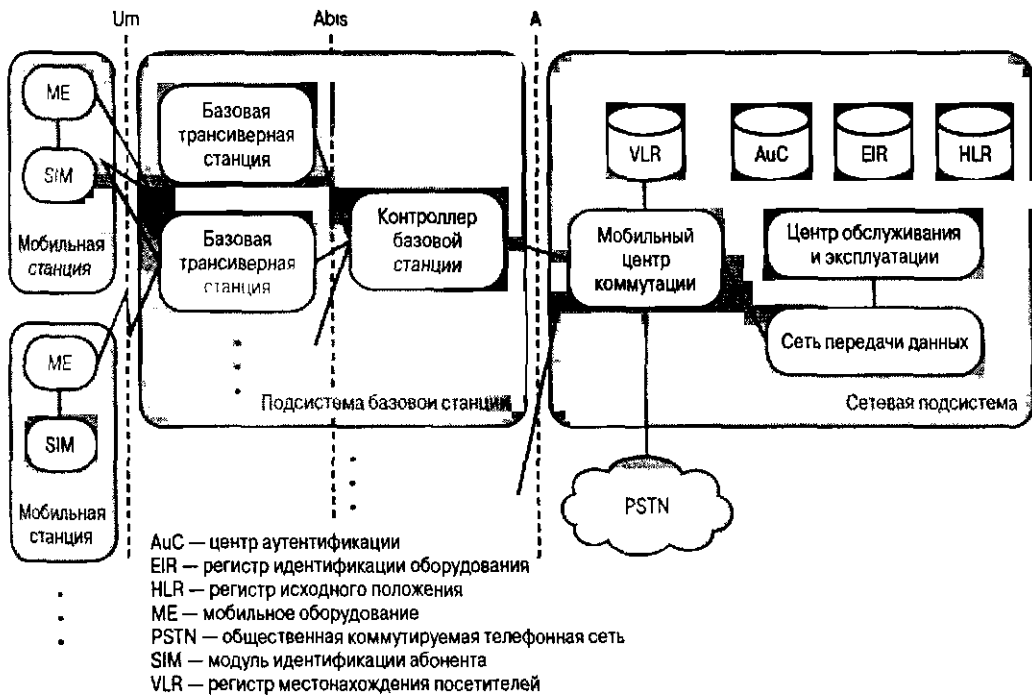 Um
Abis
A
ME
SIM
Мобильная
станция
ME
SIM
Мобильная
станция
Базовая
трансиверная
станция
Базовая
трансиверная
станция
Контроллер
базовой
станции
Подсистема базовои станции
VLR
AuC
EIR
HLR
Мобильный
центр
коммутации
Центр обслуживания
и эксплуатации
Сеть передачи данных
Сетевая подсистема
PSTN
AuC — центр аутентификации
EIR — регистр идентификации оборудования
HLR — регистр исходного положения
ME — мобильное оборудование
PSTN — общественная коммутируемая телефонная сеть
SIM — модуль идентификации абонента
VLR — регистр местонахождения посетителей